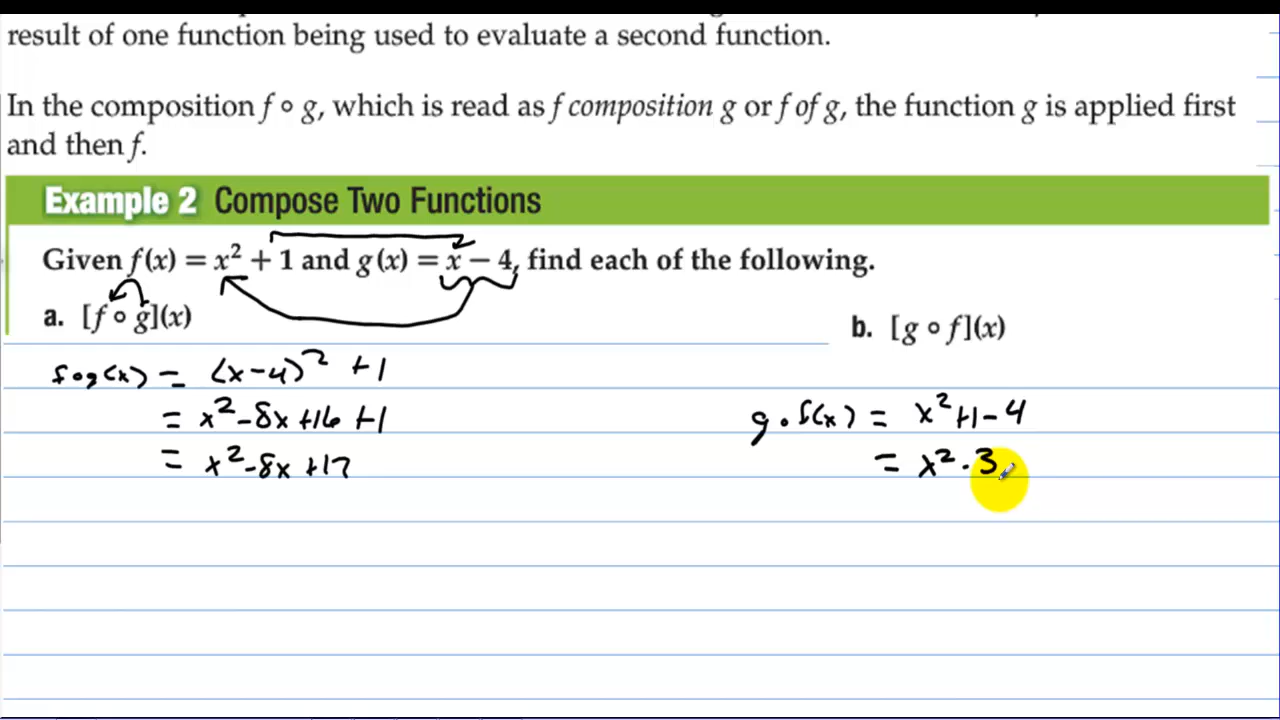 result of one function being used to evaluate a second function.
In the composition f ∘ g, which is read as f composition g or f of g, the function g is applied first
and then f.
Example 2 Compose Two Functions
Given f(x) = x² + 1 and g(x) = x − 4, find each of the following.
a. [f ∘ g](x)
b. [g ∘ f](x)
f∘g(x) = (x-4)² +1
= x² -8x +16 +1
= x² -8x +17
g∘f(x) = x² +1 -4
= x² · 3